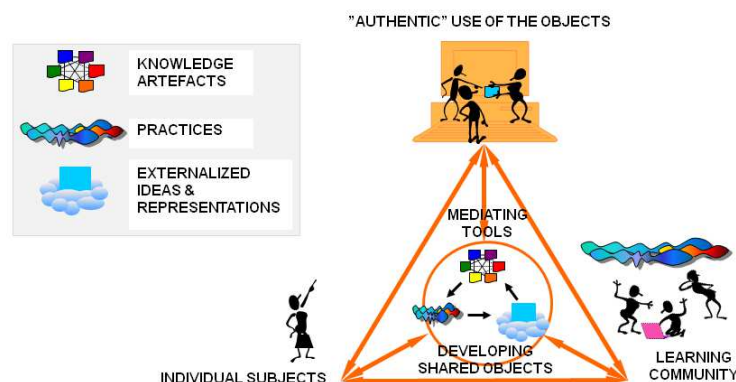 ”AUTHENTIC” USE OF THE OBJECTS
KNOWLEDGE
ARTEFACTS
PRACTICES
EXTERNALIZED
IDEAS &
REPRESENTATIONS
MEDIATING
TOOLS
DEVELOPING
SHARED OBJECTS
INDIVIDUAL SUBJECTS
LEARNING
COMMUNITY